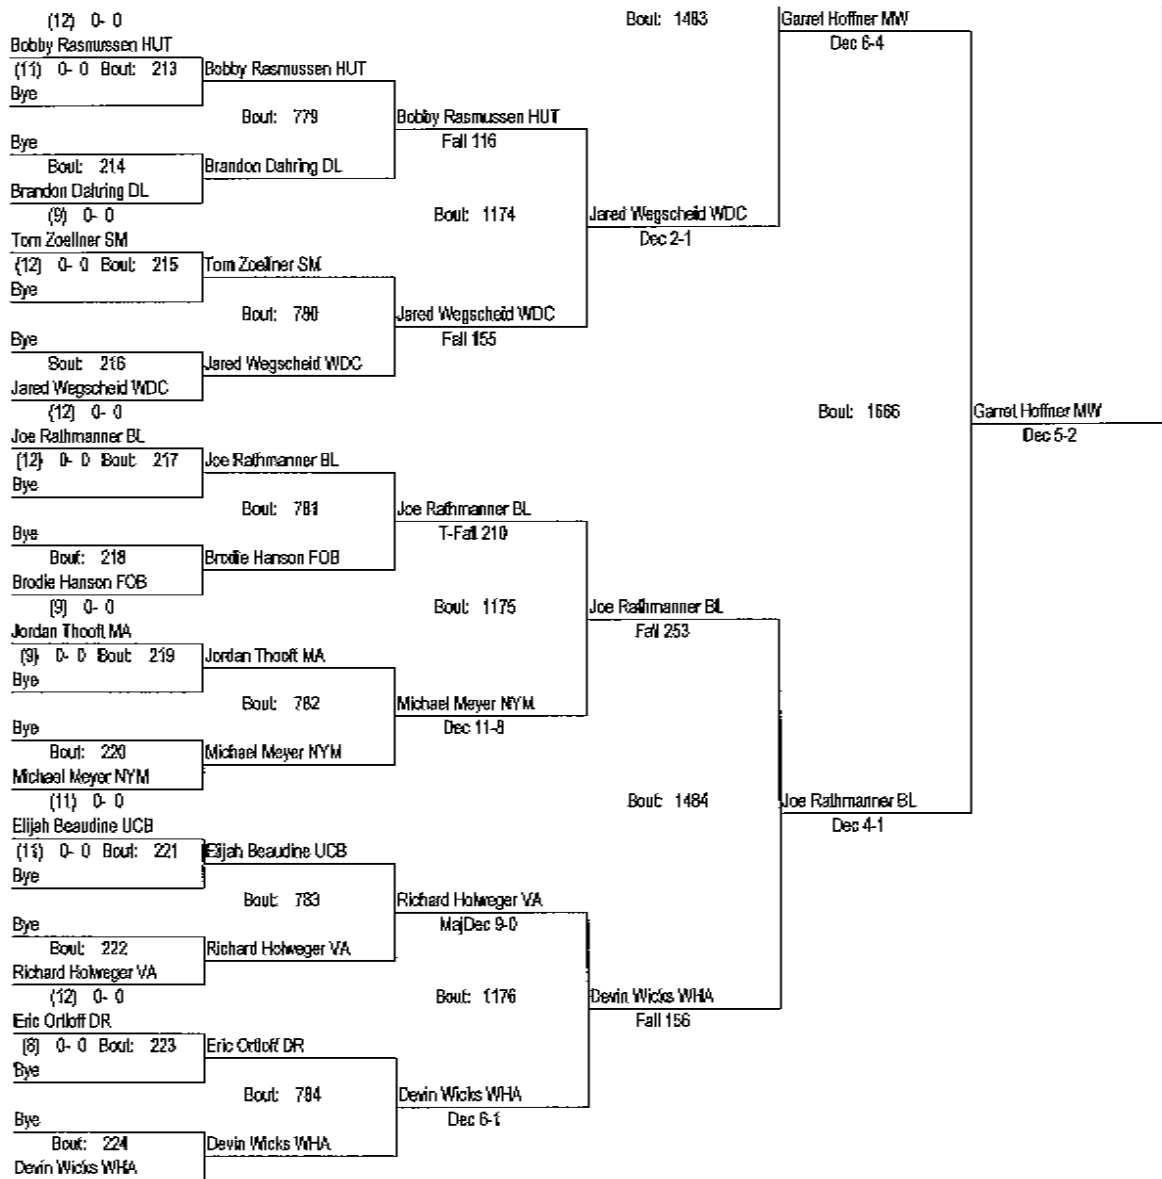 (12) 0- 0
Bout: 1483
Garret Hoffner MW
Dec 6-4
Bobby Rasmussen HUT
(11) 0- 0 Bout: 213
Bobby Rasmussen HUT
Bye
Bout: 779
Bobby Rasmussen HUT
Fall 116
Bye
Bout: 214
Brandon Dahring DL
Brandon Dahring DL
(9) 0- 0
Bout: 1174
Jared Wegscheid WDC
Dec 2-1
Tom Zoellner SM
(12) 0- 0 Bout: 215
Tom Zoellner SM
Bye
Bout: 780
Jared Wegscheid WDC
Fall 155
Bye
Bout: 216
Jared Wegscheid WDC
Jared Wegscheid WDC
(12) 0- 0
Bout: 1666
Garret Hoffner MW
Dec 5-2
Joe Rathmanner BL
(12) 0- 0 Bout: 217
Joe Rathmanner BL
Bye
Bout: 781
Joe Rathmanner BL
T-Fall 210
Bye
Bout: 218
Brodie Hanson FOB
Brodie Hanson FOB
(9) 0- 0
Bout: 1175
Joe Rathmanner BL
Fall 253
Jordan Thooft MA
(9) 0- 0 Bout: 219
Jordan Thooft MA
Bye
Bout: 782
Michael Meyer NYM
Dec 11-8
Bye
Bout: 220
Michael Meyer NYM
Michael Meyer NYM
(11) 0- 0
Bout: 1484
Joe Rathmanner BL
Dec 4-1
Elijah Beaudine UCB
(11) 0- 0 Bout: 221
Elijah Beaudine UCB
Bye
Bout: 783
Richard Holweger VA
MajDec 9-0
Bye
Bout: 222
Richard Holweger VA
Richard Holweger VA
(12) 0- 0
Bout: 1176
Devin Wicks WHA
Fall 156
Eric Ortloff DR
(8) 0- 0 Bout: 223
Eric Ortloff DR
Bye
Bout: 784
Devin Wicks WHA
Dec 6-1
Bye
Bout: 224
Devin Wicks WHA
Devin Wicks WHA